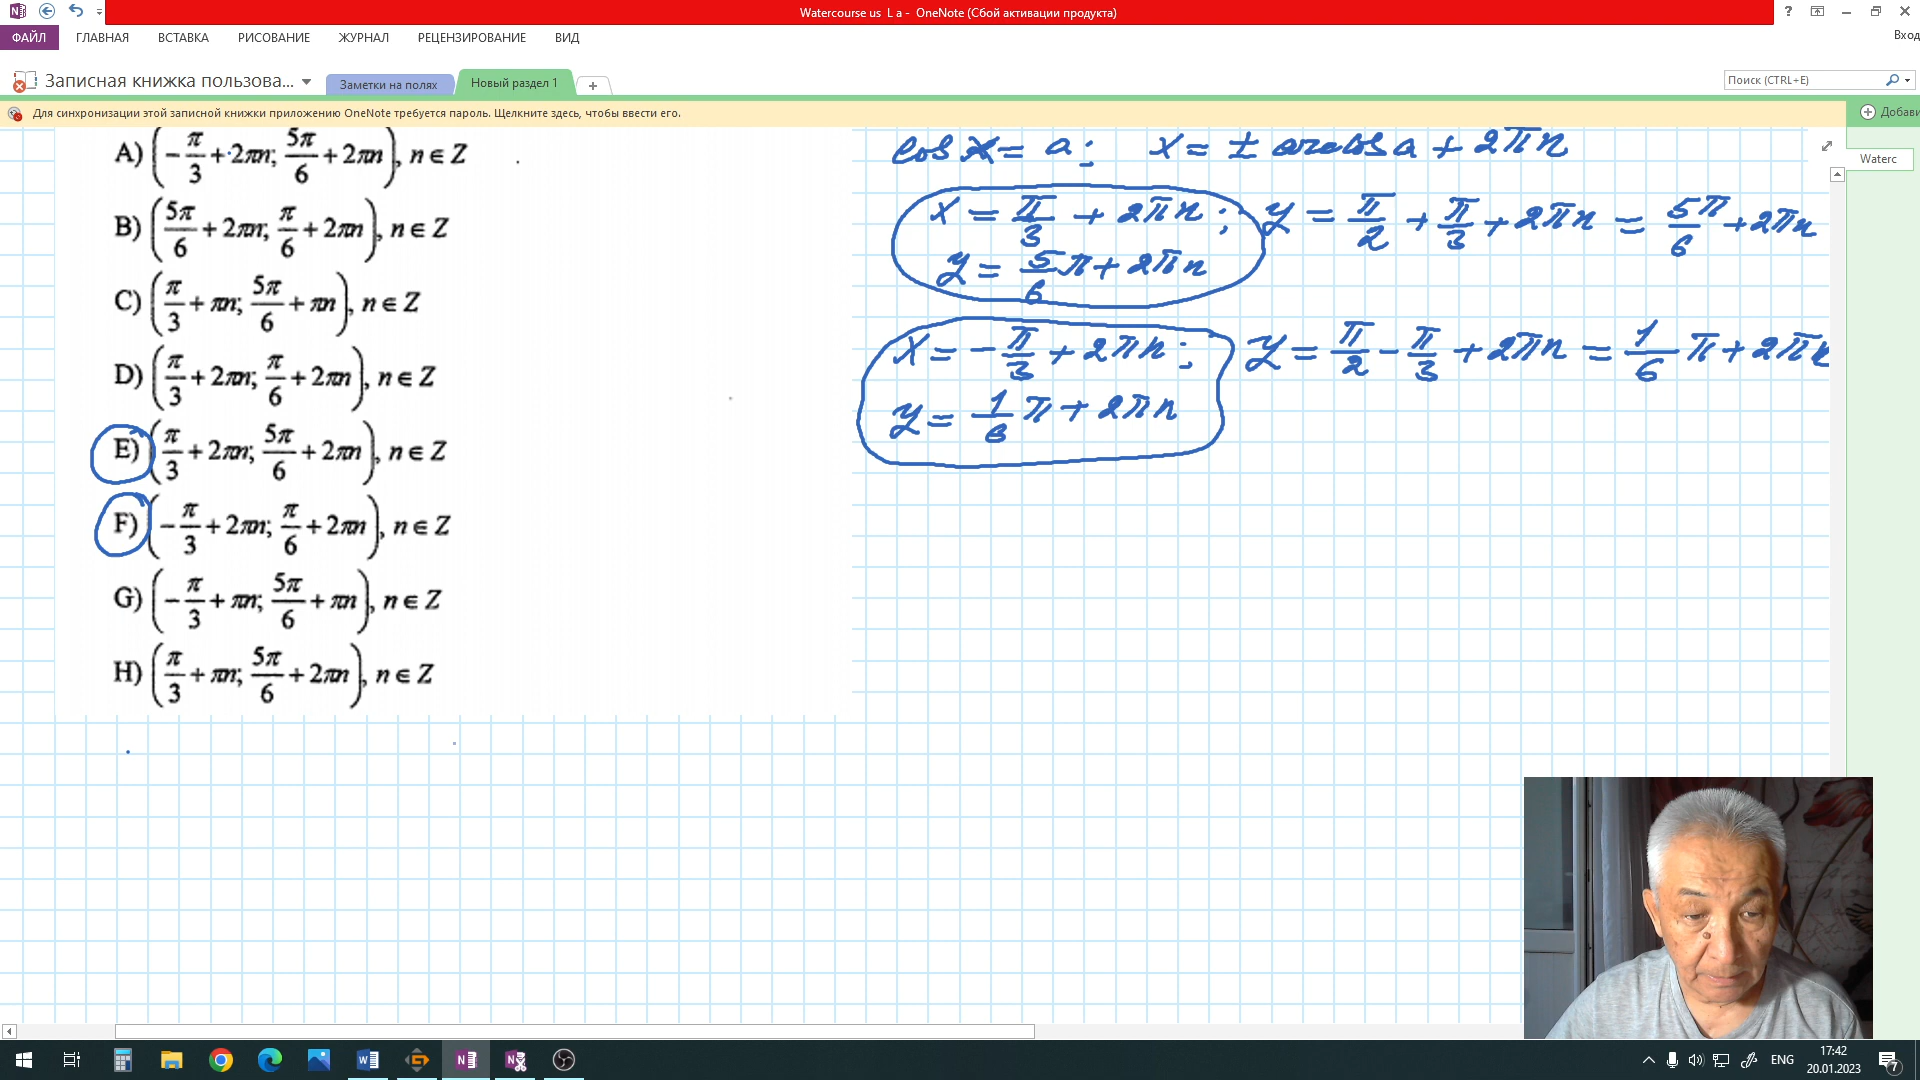 Watercourse us L a - OneNote (Сбой активации продукта)
ФАЙЛ ГЛАВНАЯ ВСТАВКА РИСОВАНИЕ ЖУРНАЛ РЕЦЕНЗИРОВАНИЕ ВИД
Вход
Записная книжка пользова... Заметки на полях Новый раздел 1
Поиск (CTRL+E)
Для синхронизации этой записной книжки приложению OneNote требуется пароль. Щелкните здесь, чтобы ввести его.
Добави
Waterc
A) (-π/3 + 2πn; 5π/6 + 2πn), n ∈ Z
B) (5π/6 + 2πn; π/6 + 2πn), n ∈ Z
C) (π/3 + πn; 5π/6 + πn), n ∈ Z
D) (π/3 + 2πn; π/6 + 2πn), n ∈ Z
E) (π/3 + 2πn; 5π/6 + 2πn), n ∈ Z
F) (-π/3 + 2πn; π/6 + 2πn), n ∈ Z
G) (-π/3 + πn; 5π/6 + πn), n ∈ Z
H) (π/3 + πn; 5π/6 + 2πn), n ∈ Z
cos x = a; x = ± arccos a + 2πn
x = π/3 + 2πn; y = π/2 + π/3 + 2πn = 5π/6 + 2πn
y = 5/6 π + 2πn
x = -π/3 + 2πn; y = π/2 - π/3 + 2πn = 1/6 π + 2πn
y = 1/6 π + 2πn
ENG
17:42
20.01.2023
7